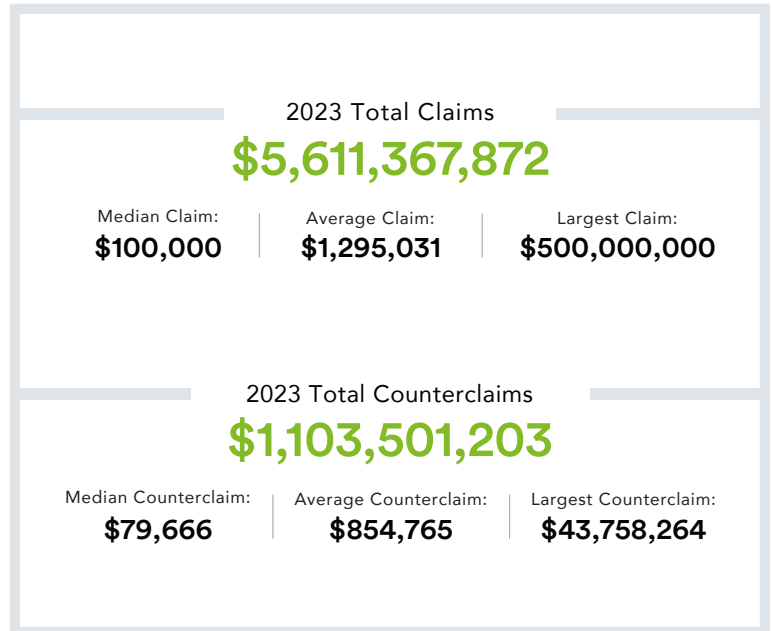 2023 Total Claims
$5,611,367,872
Median Claim: Average Claim: Largest Claim:
$100,000 $1,295,031 $500,000,000
2023 Total Counterclaims
$1,103,501,203
Median Counterclaim: Average Counterclaim: Largest Counterclaim:
$79,666 $854,765 $43,758,264